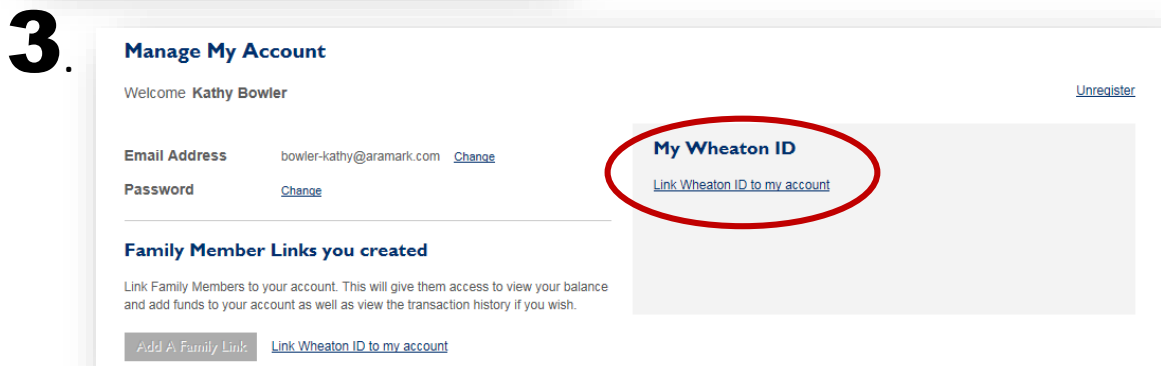 3.
Manage My Account
Welcome Kathy Bowler
Unregister
Email Address bowler-kathy@aramark.com Change
Password Change
My Wheaton ID
Link Wheaton ID to my account
Family Member Links you created
Link Family Members to your account. This will give them access to view your balance
and add funds to your account as well as view the transaction history if you wish.
Add A Family Link Link Wheaton ID to my account